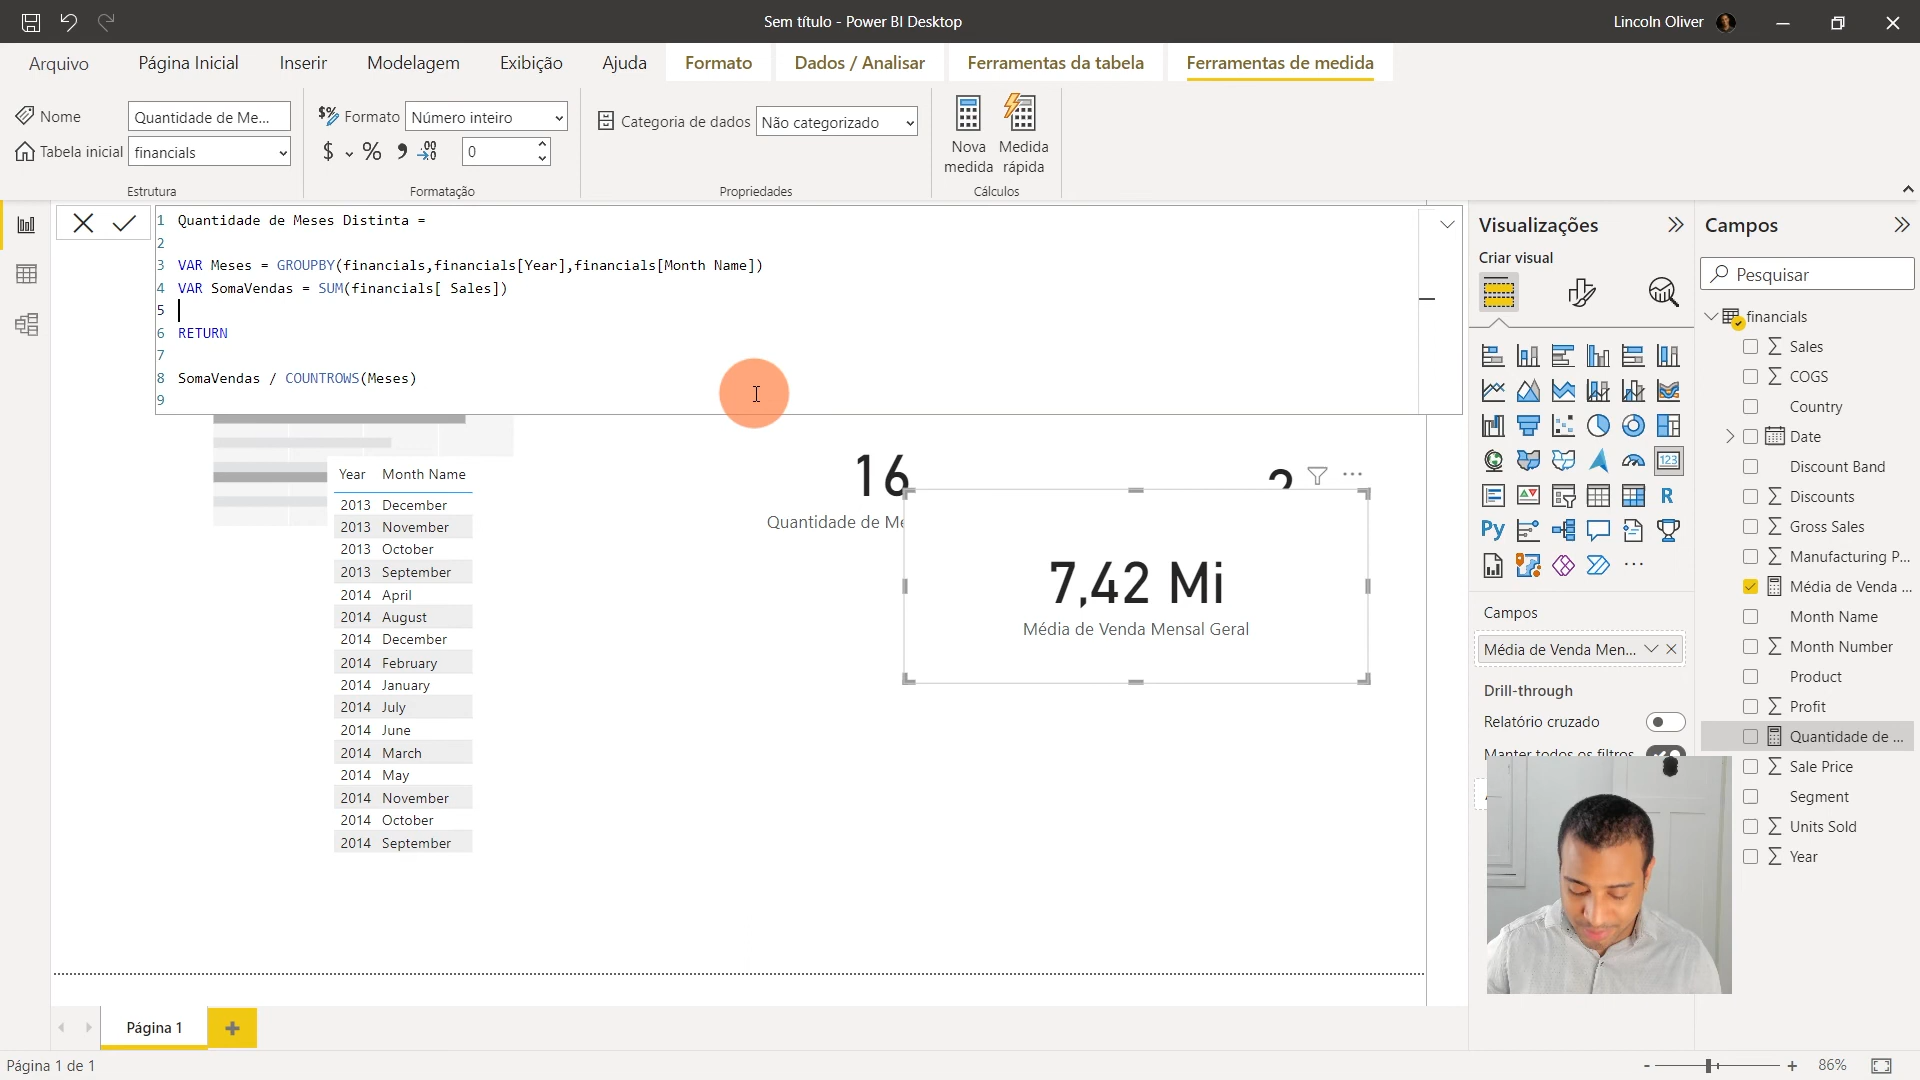 Sem título - Power BI Desktop
Lincoln Oliver
Arquivo
Página Inicial
Inserir
Modelagem
Exibição
Ajuda
Formato
Dados / Analisar
Ferramentas da tabela
Ferramentas de medida
Nome
Quantidade de Me...
Tabela inicial
financials
Estrutura
Formato
Número inteiro
$ % 0
Formatação
Categoria de dados
Não categorizado
Propriedades
Nova medida
Medida rápida
Cálculos
1 Quantidade de Meses Distinta =
2
3 VAR Meses = GROUPBY(financials,financials[Year],financials[Month Name])
4 VAR SomaVendas = SUM(financials[ Sales])
5
6 RETURN
7
8 SomaVendas / COUNTROWS(Meses)
9
Year Month Name
2013 December
2013 November
2013 October
2013 September
2014 April
2014 August
2014 December
2014 February
2014 January
2014 July
2014 June
2014 March
2014 May
2014 November
2014 October
2014 September
16
Quantidade de Me
7,42 Mi
Média de Venda Mensal Geral
Visualizações
Criar visual
123
R
Py
Campos
Média de Venda Men...
Drill-through
Relatório cruzado
Manter todos os filtros
Campos
Pesquisar
financials
Sales
COGS
Country
Date
Discount Band
Discounts
Gross Sales
Manufacturing P...
Média de Venda ...
Month Name
Month Number
Product
Profit
Quantidade de ...
Sale Price
Segment
Units Sold
Year
Página 1
Página 1 de 1
86%